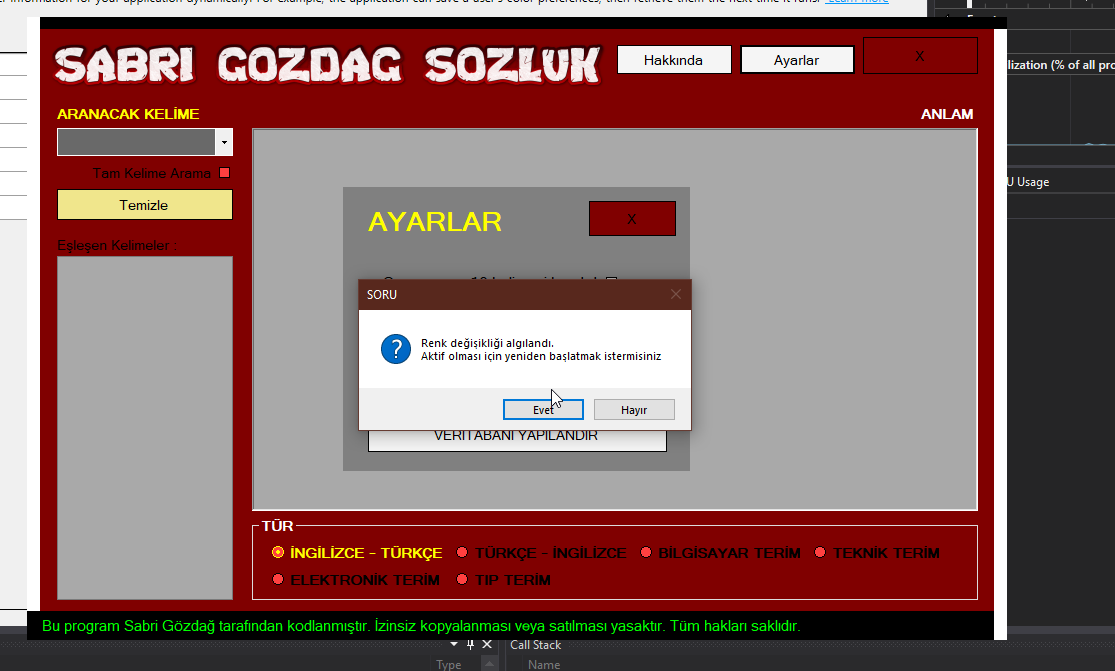 r information for your application dynamically. For example, the application can save a user's color preferences, then retrieve them the next time it runs. Learn more
SABRI GOZDAG SOZLUK
Hakkında
Ayarlar
X
lization (% of all pro
ARANACAK KELİME
ANLAM
Tam Kelime Arama
U Usage
Temizle
AYARLAR
X
Eşleşen Kelimeler :
SORU
Renk değişikliği algılandı.
Aktif olması için yeniden başlatmak istermisiniz
Evet
Hayır
VERİTABANI YAPILANDIR
TÜR
İNGİLİZCE - TÜRKÇE
TÜRKÇE - İNGİLİZCE
BİLGİSAYAR TERİM
TEKNİK TERİM
ELEKTRONİK TERİM
TIP TERİM
Bu program Sabri Gözdağ tarafından kodlanmıştır. İzinsiz kopyalanması veya satılması yasaktır. Tüm hakları saklıdır.
Call Stack
Type
Name